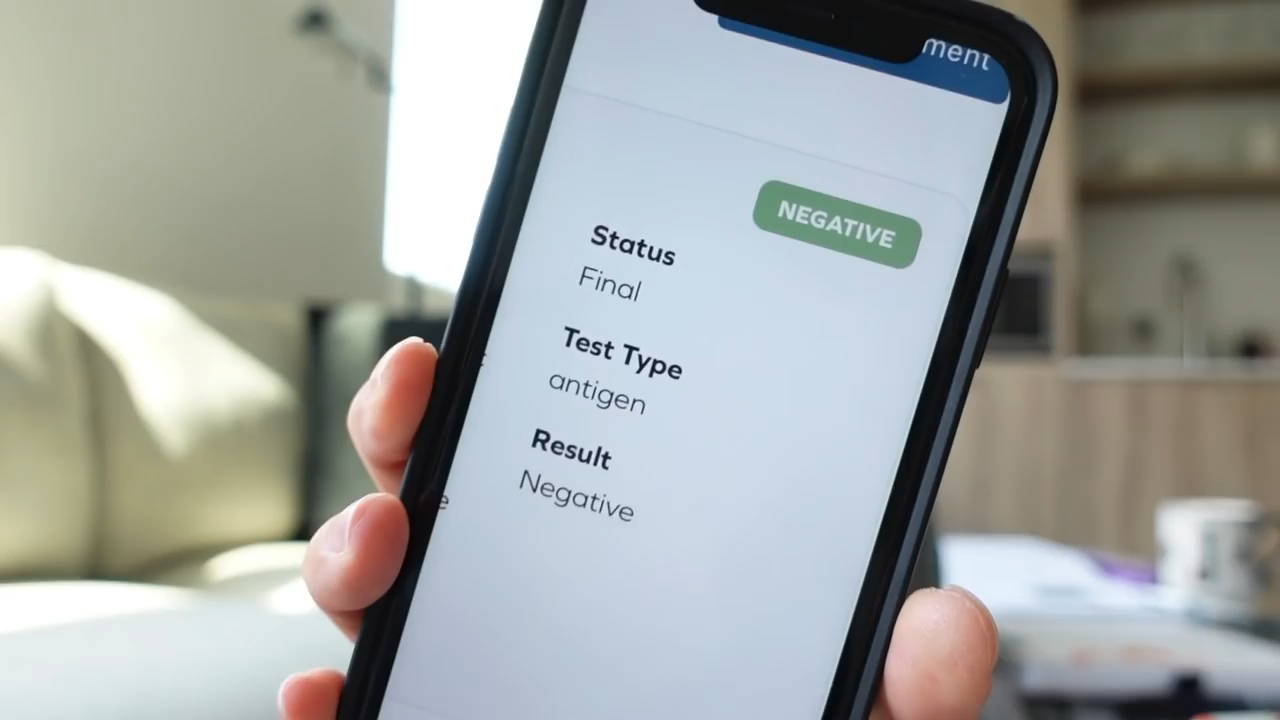 ment
NEGATIVE
Status
Final
Test Type
antigen
Result
Negative